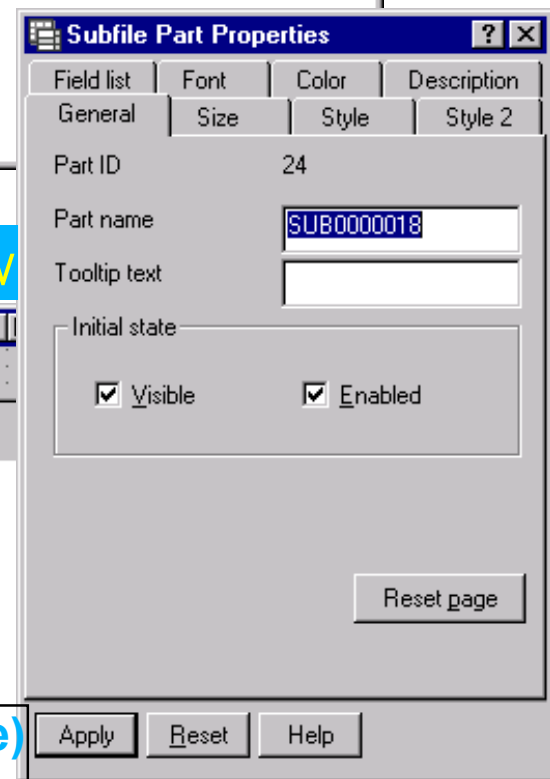 Subfile Part Properties
Field list Font Color Description
General Size Style Style 2
Part ID 24
Part name SUB0000018
Tooltip text
Initial state
Visible Enabled
Reset page
e) Apply Reset Help